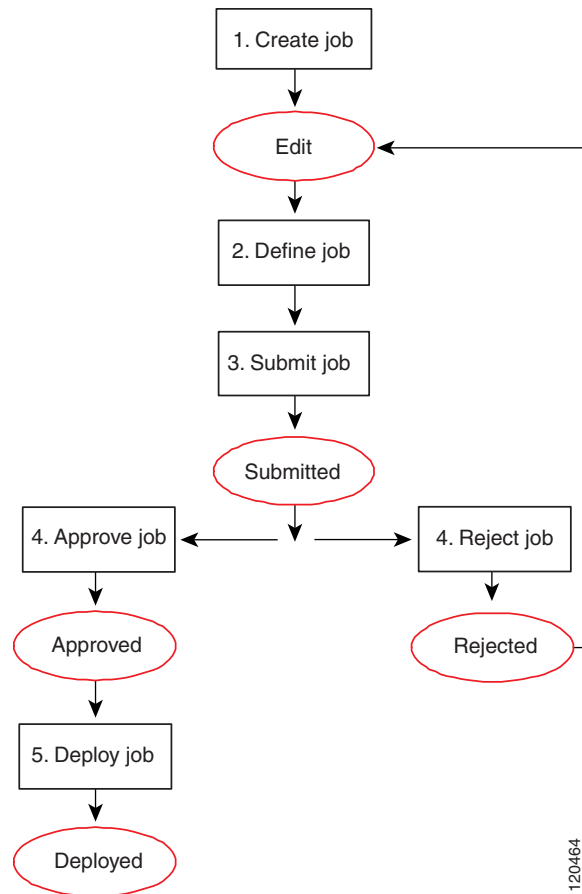 1. Create job
Edit
2. Define job
3. Submit job
Submitted
4. Approve job
4. Reject job
Approved
Rejected
5. Deploy job
Deployed
120464